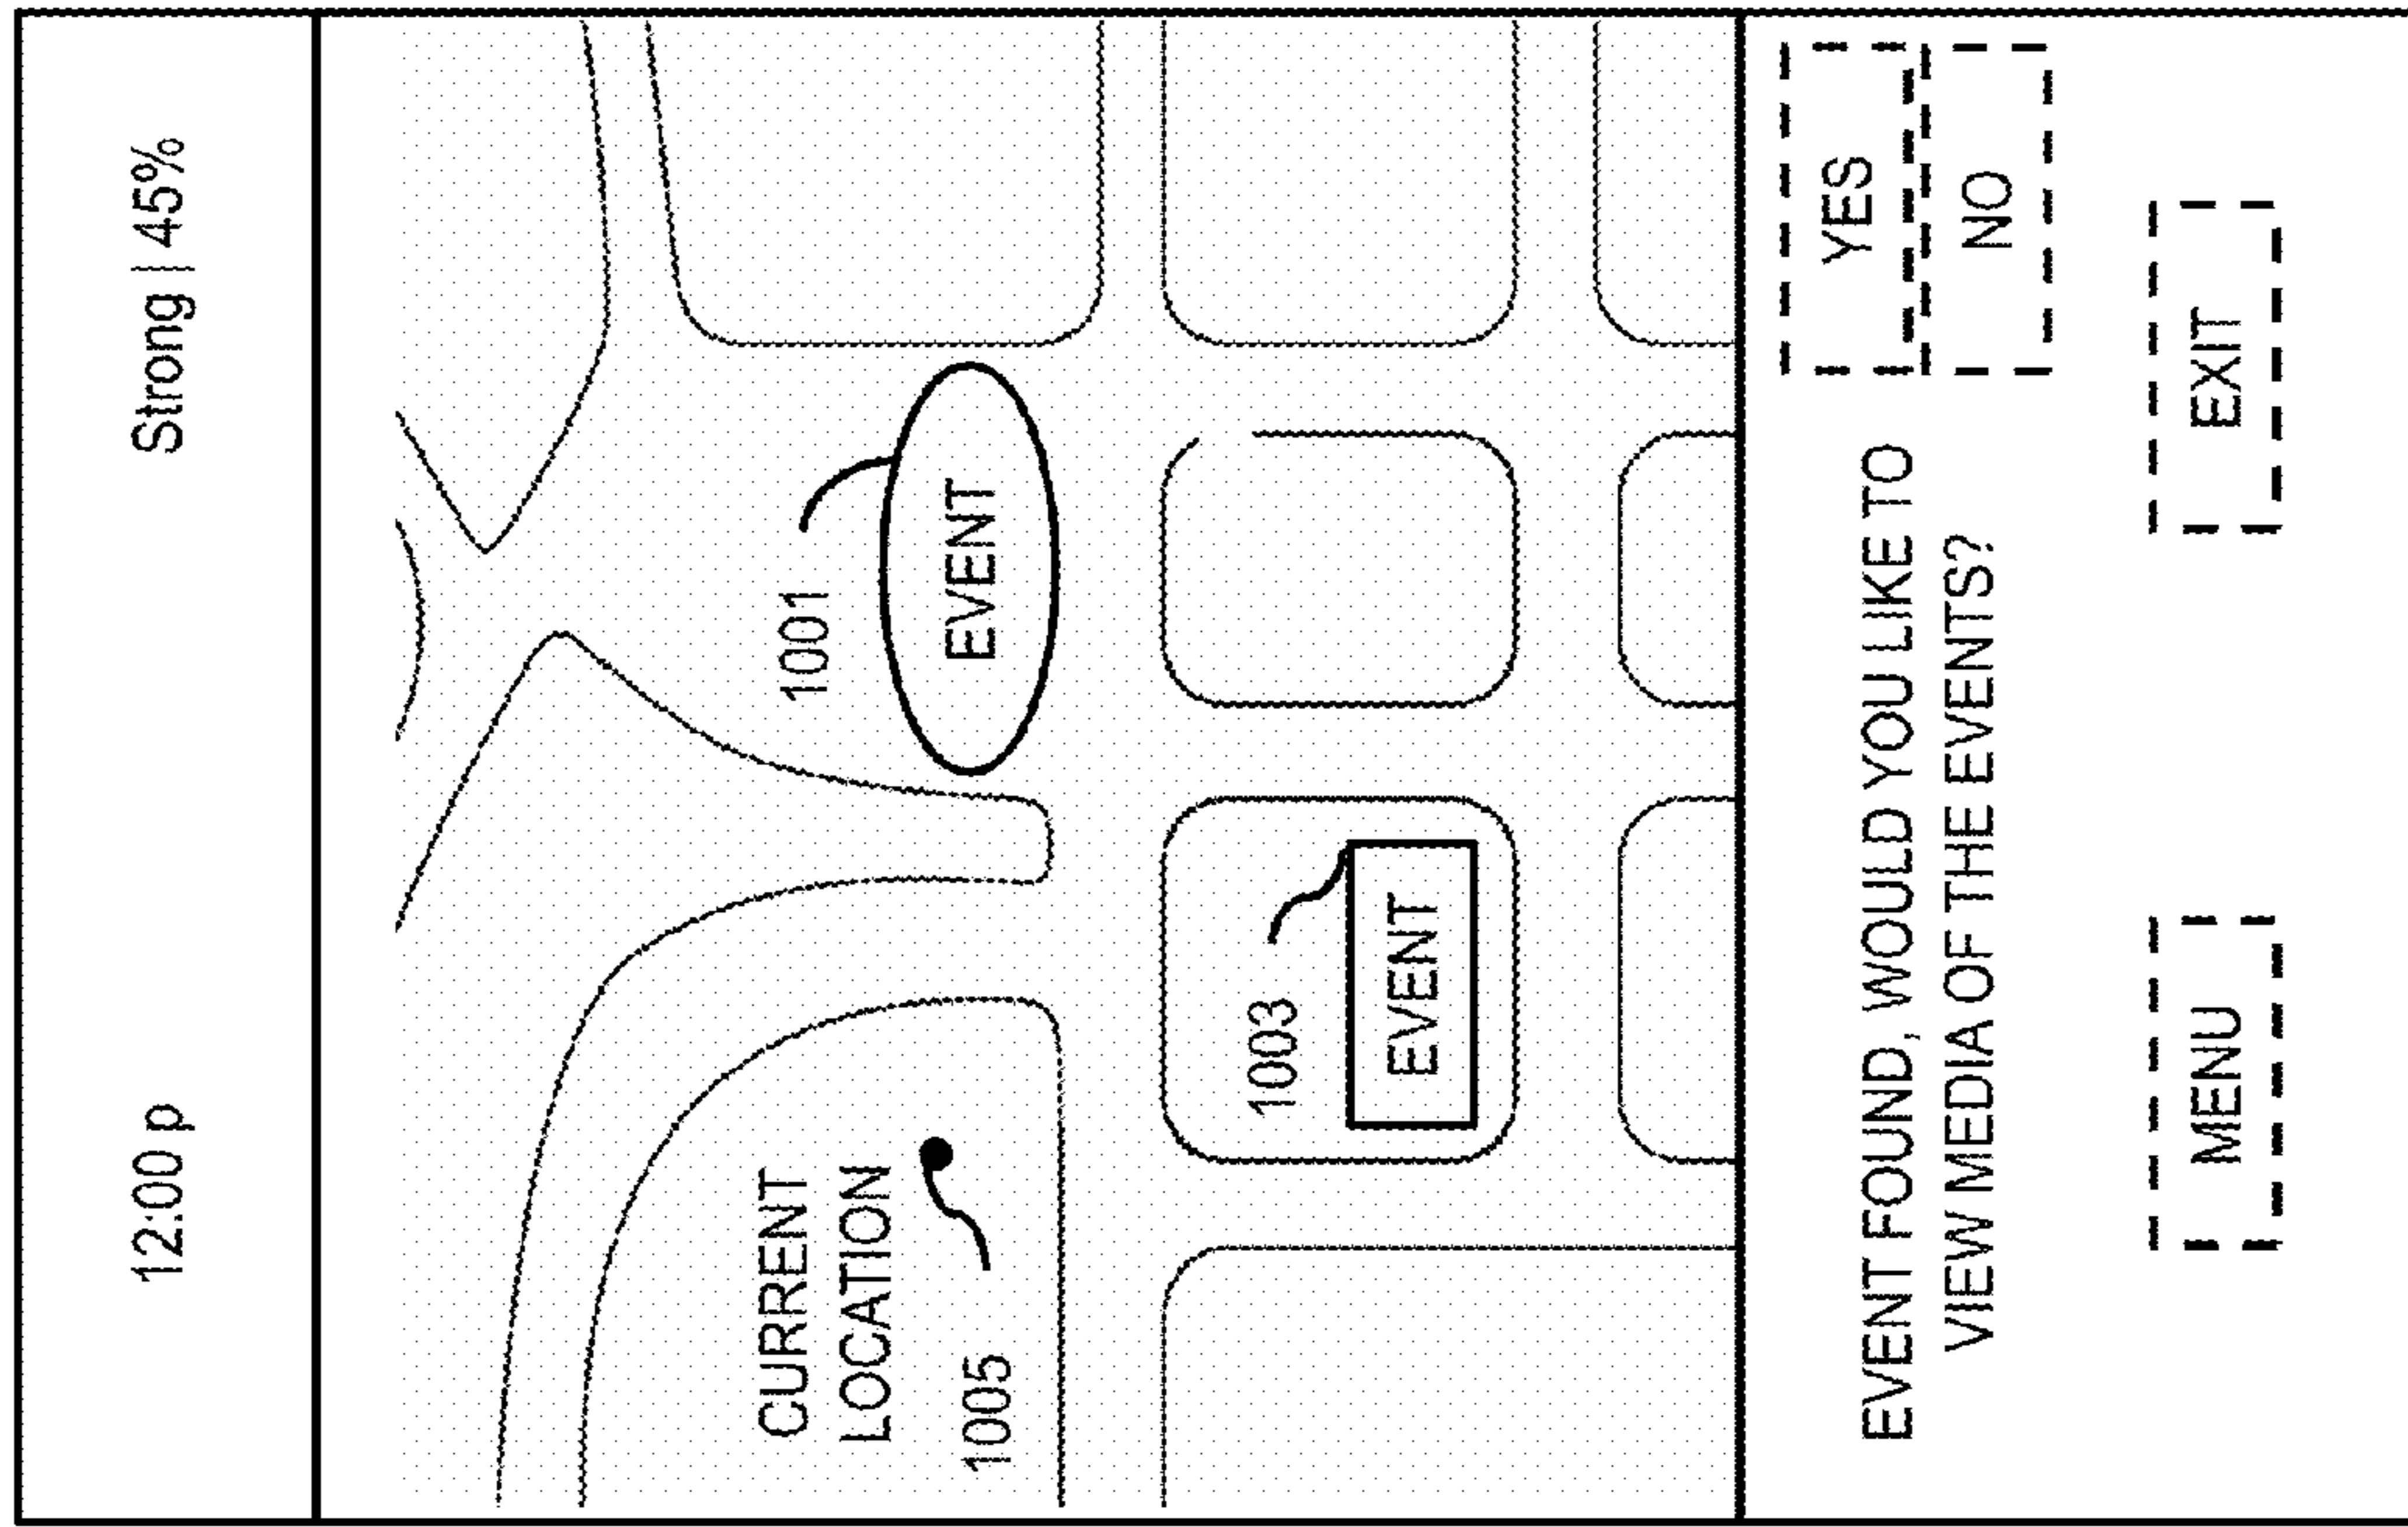 12:00 p
Strong | 45%
1001
EVENT
CURRENT
LOCATION
1005
1003
EVENT
EVENT FOUND, WOULD YOU LIKE TO
VIEW MEDIA OF THE EVENTS?
YES
NO
MENU
EXIT